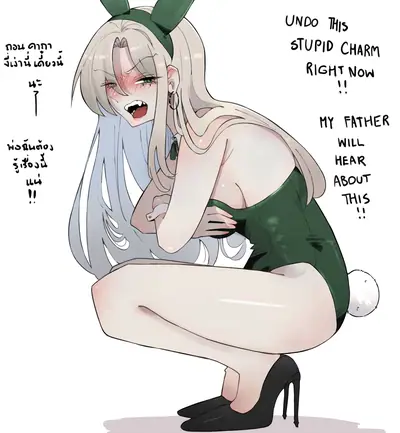 ถอน คาถา
งี่เง่านี่ เดี๋ยวนี้
นะ
พ่อฉันต้อง
รู้เรื่องนี้
แน่
!!
UNDO THIS
STUPID CHARM
RIGHT NOW
!!
MY FATHER
WILL
HEAR
ABOUT
THIS
!!